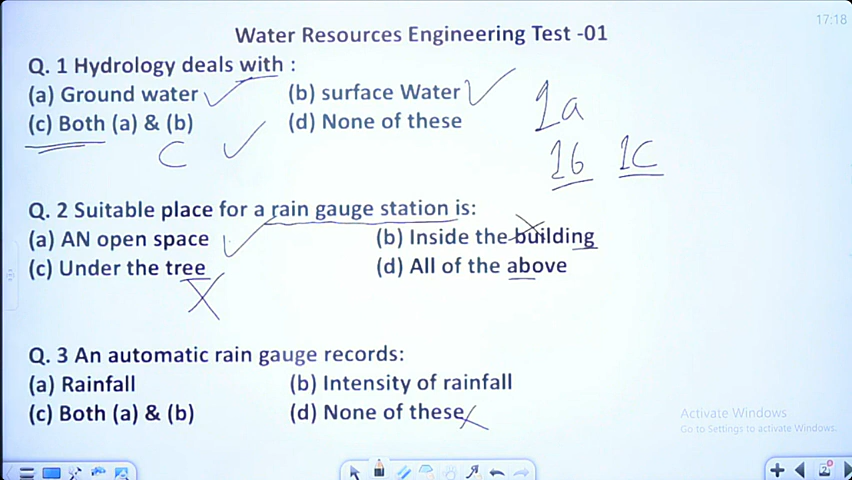 17:18
Water Resources Engineering Test -01
Q. 1 Hydrology deals with :
(a) Ground water (b) surface Water
(c) Both (a) & (b) (d) None of these
1a
C 1b 1C
Q. 2 Suitable place for a rain gauge station is:
(a) AN open space (b) Inside the building
(c) Under the tree (d) All of the above
Q. 3 An automatic rain gauge records:
(a) Rainfall (b) Intensity of rainfall
(c) Both (a) & (b) (d) None of these
Activate Windows
Go to Settings to activate Windows.
2